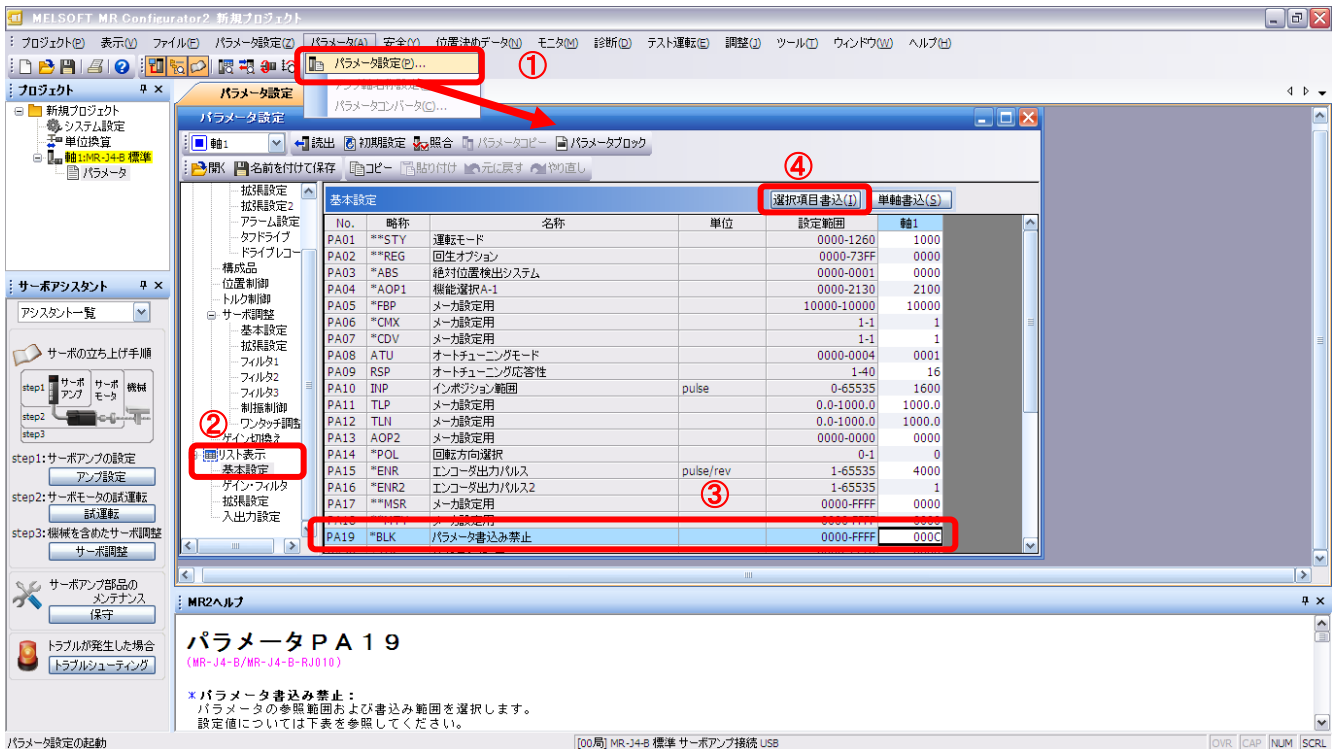 MELSOFT MR Configurator2 新規プロジェクト
プロジェクト(P) 表示(V) ファイル(E) パラメータ設定(Z) パラメータ(A) 安全(Y) 位置決めデータ(N) モニタ(M) 診断(D) テスト運転(E) 調整(J) ツール(T) ウィンドウ(W) ヘルプ(H)
パラメータ設定(P)...
①
パラメータコンバータ(C)...
プロジェクト
新規プロジェクト
システム設定
単位換算
軸1:MR-J4-B 標準
パラメータ
パラメータ設定
パラメータ設定
軸1 読出 初期設定 照合 パラメータコピー パラメータブロック
開く 名前を付けて保存 コピー 貼り付け 元に戻す やり直し
④
拡張設定
拡張設定2
アラーム設定
タフドライブ
ドライブレコー
構成品
位置制御
トルク制御
サーボ調整
基本設定
拡張設定
フィルタ1
フィルタ2
フィルタ3
制振制御
ワンタッチ調整
ゲイン切換え
②
リスト表示
基本設定
ゲイン・フィルタ
拡張設定
入出力設定
基本設定 選択項目書込(I) 単軸書込(S)
No. 略称 名称 単位 設定範囲 軸1
PA01 **STY 運転モード 0000-1260 1000
PA02 **REG 回生オプション 0000-73FF 0000
PA03 *ABS 絶対位置検出システム 0000-0001 0000
PA04 *AOP1 機能選択A-1 0000-2130 2100
PA05 *FBP メーカ設定用 10000-10000 10000
PA06 *CMX メーカ設定用 1-1 1
PA07 *CDV メーカ設定用 1-1 1
PA08 ATU オートチューニングモード 0000-0004 0001
PA09 RSP オートチューニング応答性 1-40 16
PA10 INP インポジション範囲 pulse 0-65535 1600
PA11 TLP メーカ設定用 0.0-1000.0 1000.0
PA12 TLN メーカ設定用 0.0-1000.0 1000.0
PA13 AOP2 メーカ設定用 0000-0000 0000
PA14 *POL 回転方向選択 0-1 0
PA15 *ENR エンコーダ出力パルス pulse/rev 1-65535 4000
PA16 *ENR2 エンコーダ出力パルス2 1-65535 1
③
PA17 **MSR メーカ設定用 0000-FFFF 0000
PA19 *BLK パラメータ書込み禁止 0000-FFFF 000C
サーボアシスタント
アシスタント一覧
サーボの立ち上げ手順
step1 サーボアンプ サーボモータ 機械
step2
step3
step1:サーボアンプの設定
アンプ設定
step2:サーボモータの試運転
試運転
step3:機械を含めたサーボ調整
サーボ調整
サーボアンプ部品の
メンテナンス
保守
トラブルが発生した場合
トラブルシューティング
MR2ヘルプ
パラメータPA19
(MR-J4-B/MR-J4-B-RJ010)
*パラメータ書込み禁止:
パラメータの参照範囲および書込み範囲を選択します。
設定値については下表を参照してください。
パラメータ設定の起動 [00局] MR-J4-B 標準 サーボアンプ接続 USB OVR CAP NUM SCRL